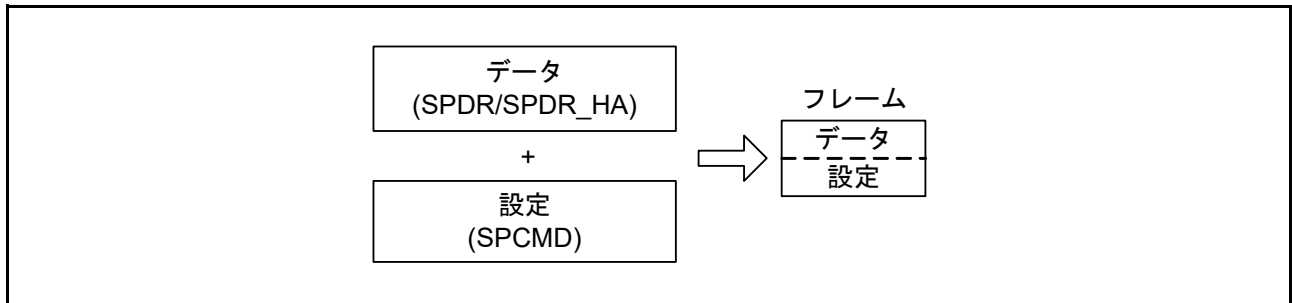 データ
(SPDR/SPDR_HA)
+
設定
(SPCMD)
フレーム
データ
設定